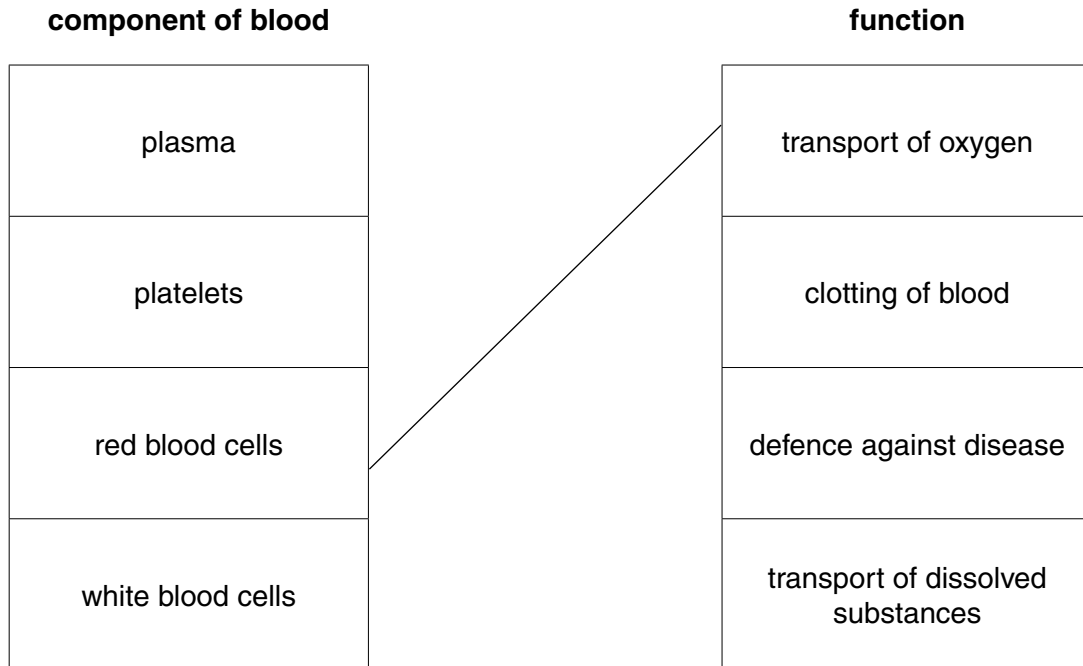 component of blood
function
plasma
transport of oxygen
platelets
clotting of blood
red blood cells
defence against disease
white blood cells
transport of dissolved
substances